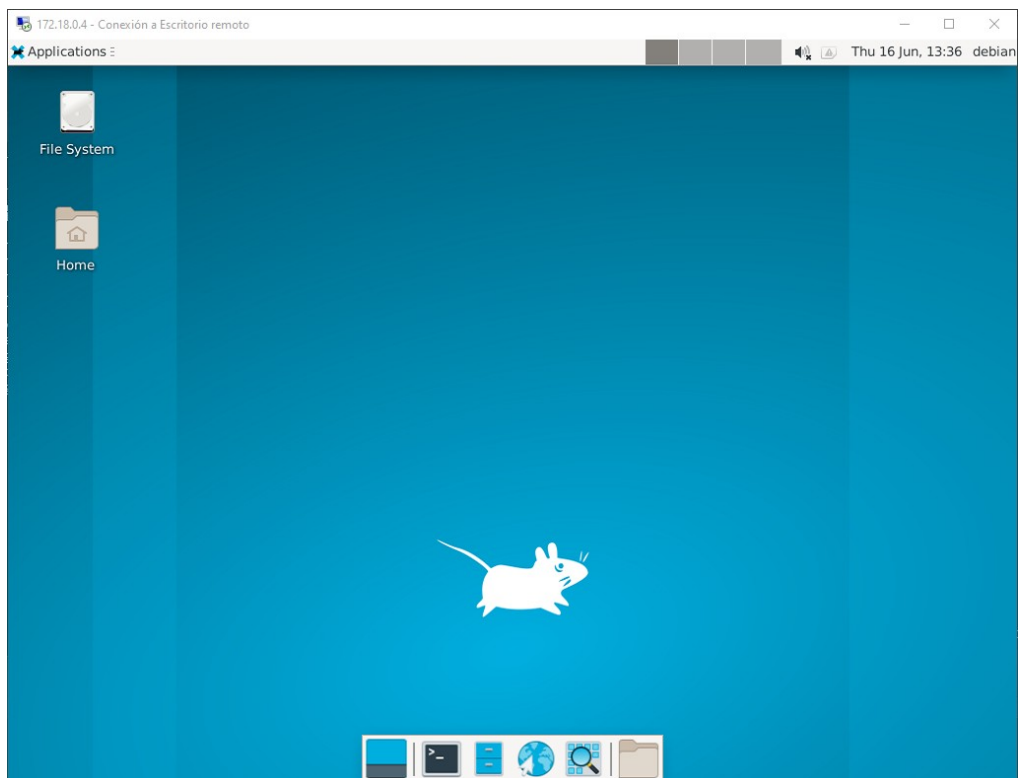 172.18.0.4 - Conexión a Escritorio remoto
Applications Thu 16 Jun, 13:36 debian
File System
Home